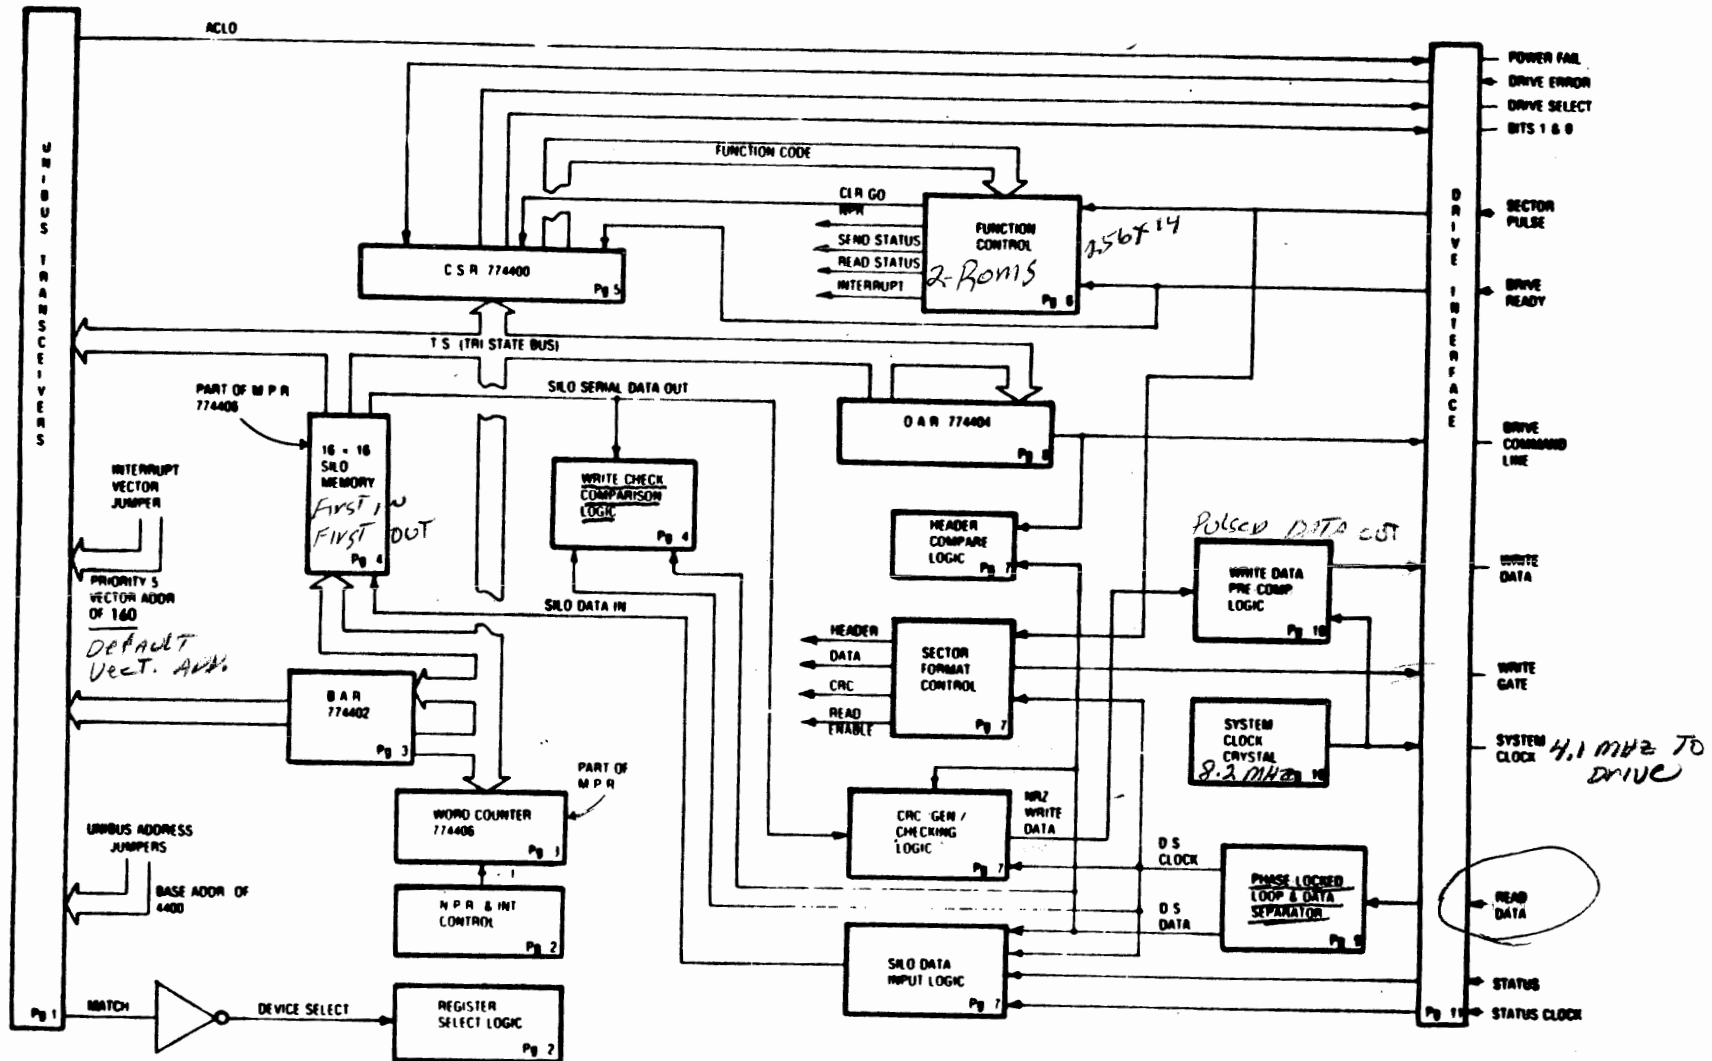 ACLO
POWER FAIL
DRIVE ERROR
DRIVE SELECT
BITS 1 & 0
UNIBUS TRANSCEIVERS
Pg 1
DRIVE INTERFACE
Pg 11
FUNCTION CODE
CLR GO
NPR
SEND STATUS
READ STATUS
INTERRUPT
FUNCTION
CONTROL
2-Roms
Pg 6
256x14
SECTOR
PULSE
DRIVE
READY
C S R 774400
Pg 5
T S (TRI STATE BUS)
SILO SERIAL DATA OUT
PART OF M P R
774406
16 × 16
SILO
MEMORY
First in
First OUT
Pg 4
D A R 774404
Pg 8
DRIVE
COMMAND
LINE
INTERRUPT
VECTOR
JUMPER
WRITE CHECK
COMPARISON
LOGIC
Pg 4
HEADER
COMPARE
LOGIC
Pg 7
Pulsed DATA OUT
WRITE DATA
PRE COMP
LOGIC
Pg 10
WRITE
DATA
PRIORITY 5
VECTOR ADDR
OF 160
Default
Vect. Add.
SILO DATA IN
HEADER
DATA
CRC
READ
ENABLE
SECTOR
FORMAT
CONTROL
Pg 7
WRITE
GATE
B A R
774402
Pg 3
SYSTEM
CLOCK
CRYSTAL
8.2 MHz
Pg 10
SYSTEM
CLOCK
4.1 MHz TO
Drive
PART OF
M P R
WORD COUNTER
774406
Pg 3
CRC GEN /
CHECKING
LOGIC
Pg 7
NRZ
WRITE
DATA
D S
CLOCK
D S
DATA
PHASE LOCKED
LOOP & DATA
SEPARATOR
Pg 9
READ
DATA
UNIBUS ADDRESS
JUMPERS
BASE ADDR OF
4400
N P R & INT
CONTROL
Pg 2
SILO DATA
INPUT LOGIC
Pg 7
STATUS
STATUS CLOCK
MATCH
DEVICE SELECT
REGISTER
SELECT LOGIC
Pg 2